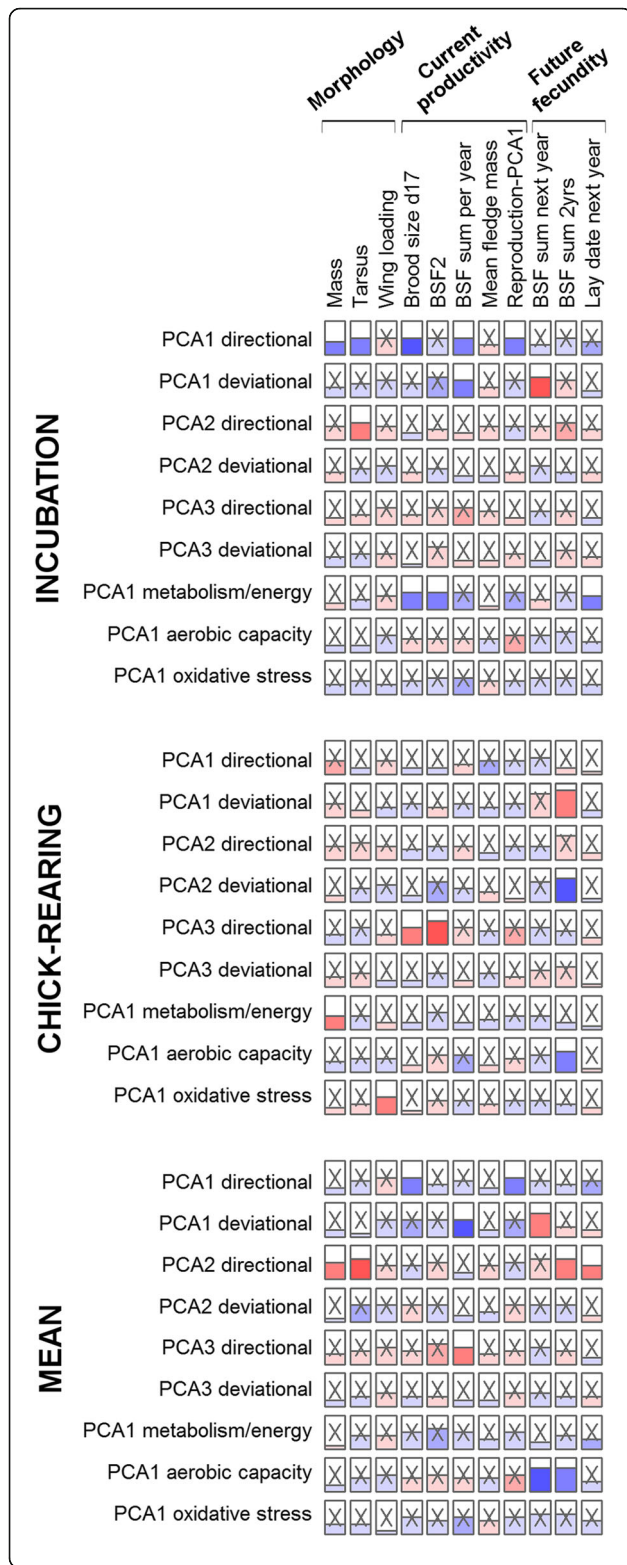 Morphology
Current
productivity
Future
fecundity
Mass
Tarsus
Wing loading
Brood size d17
BSF2
BSF sum per year
Mean fledge mass
Reproduction-PCA1
BSF sum next year
BSF sum 2yrs
Lay date next year
INCUBATION
PCA1 directional
PCA1 deviational
PCA2 directional
PCA2 deviational
PCA3 directional
PCA3 deviational
PCA1 metabolism/energy
PCA1 aerobic capacity
PCA1 oxidative stress
CHICK-REARING
PCA1 directional
PCA1 deviational
PCA2 directional
PCA2 deviational
PCA3 directional
PCA3 deviational
PCA1 metabolism/energy
PCA1 aerobic capacity
PCA1 oxidative stress
MEAN
PCA1 directional
PCA1 deviational
PCA2 directional
PCA2 deviational
PCA3 directional
PCA3 deviational
PCA1 metabolism/energy
PCA1 aerobic capacity
PCA1 oxidative stress